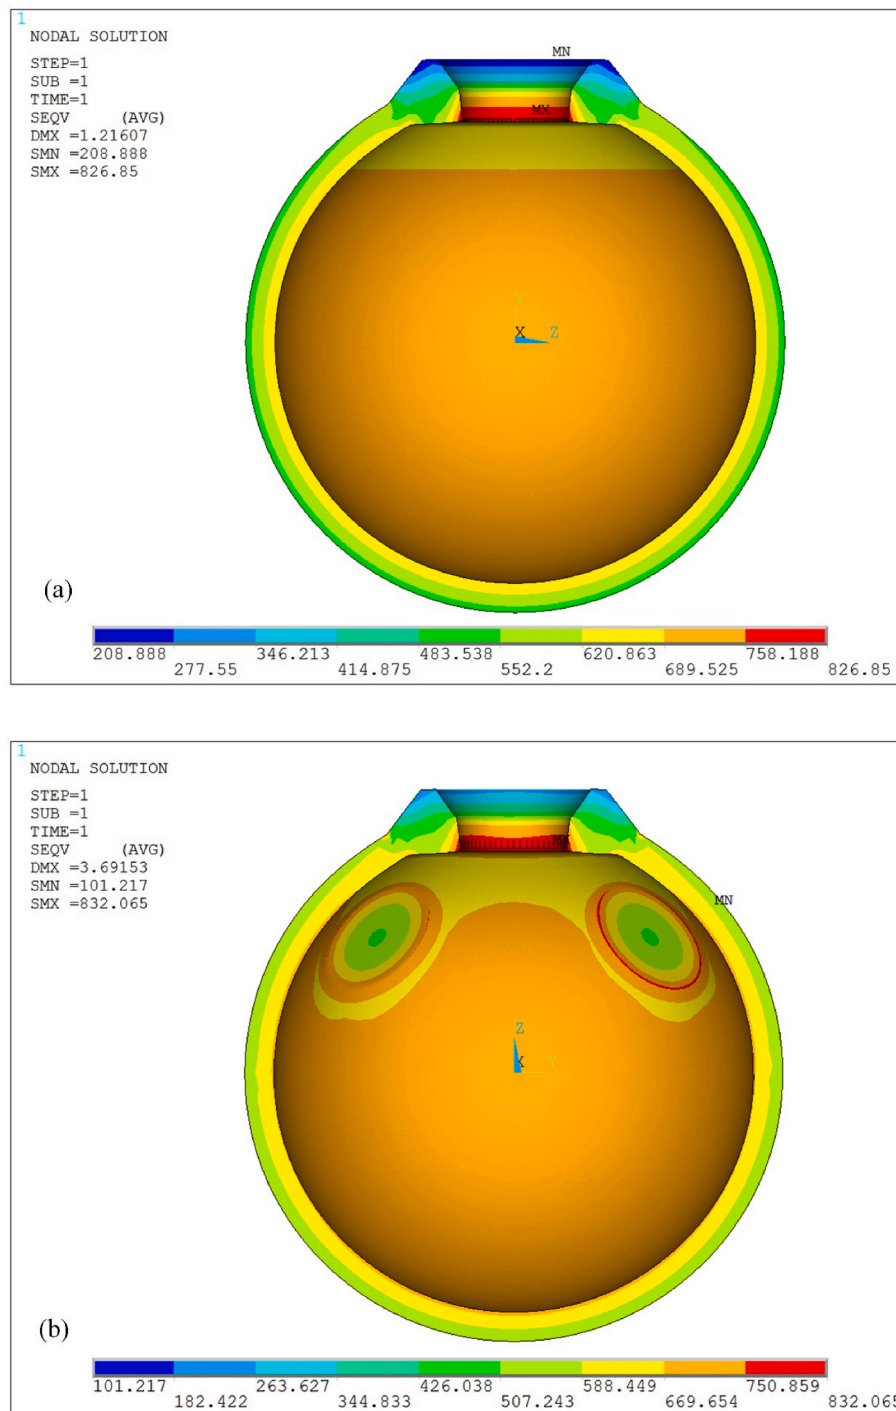 1
NODAL SOLUTION
STEP=1
SUB =1
TIME=1
SEQV (AVG)
DMX =1.21607
SMN =208.888
SMX =826.85
MN
MX
Y
X Z
(a)
208.888 346.213 483.538 620.863 758.188
277.55 414.875 552.2 689.525 826.85
1
NODAL SOLUTION
STEP=1
SUB =1
TIME=1
SEQV (AVG)
DMX =3.69153
SMN =101.217
SMX =832.065
MX
MN
Z
X Y
(b)
101.217 263.627 426.038 588.449 750.859
182.422 344.833 507.243 669.654 832.065